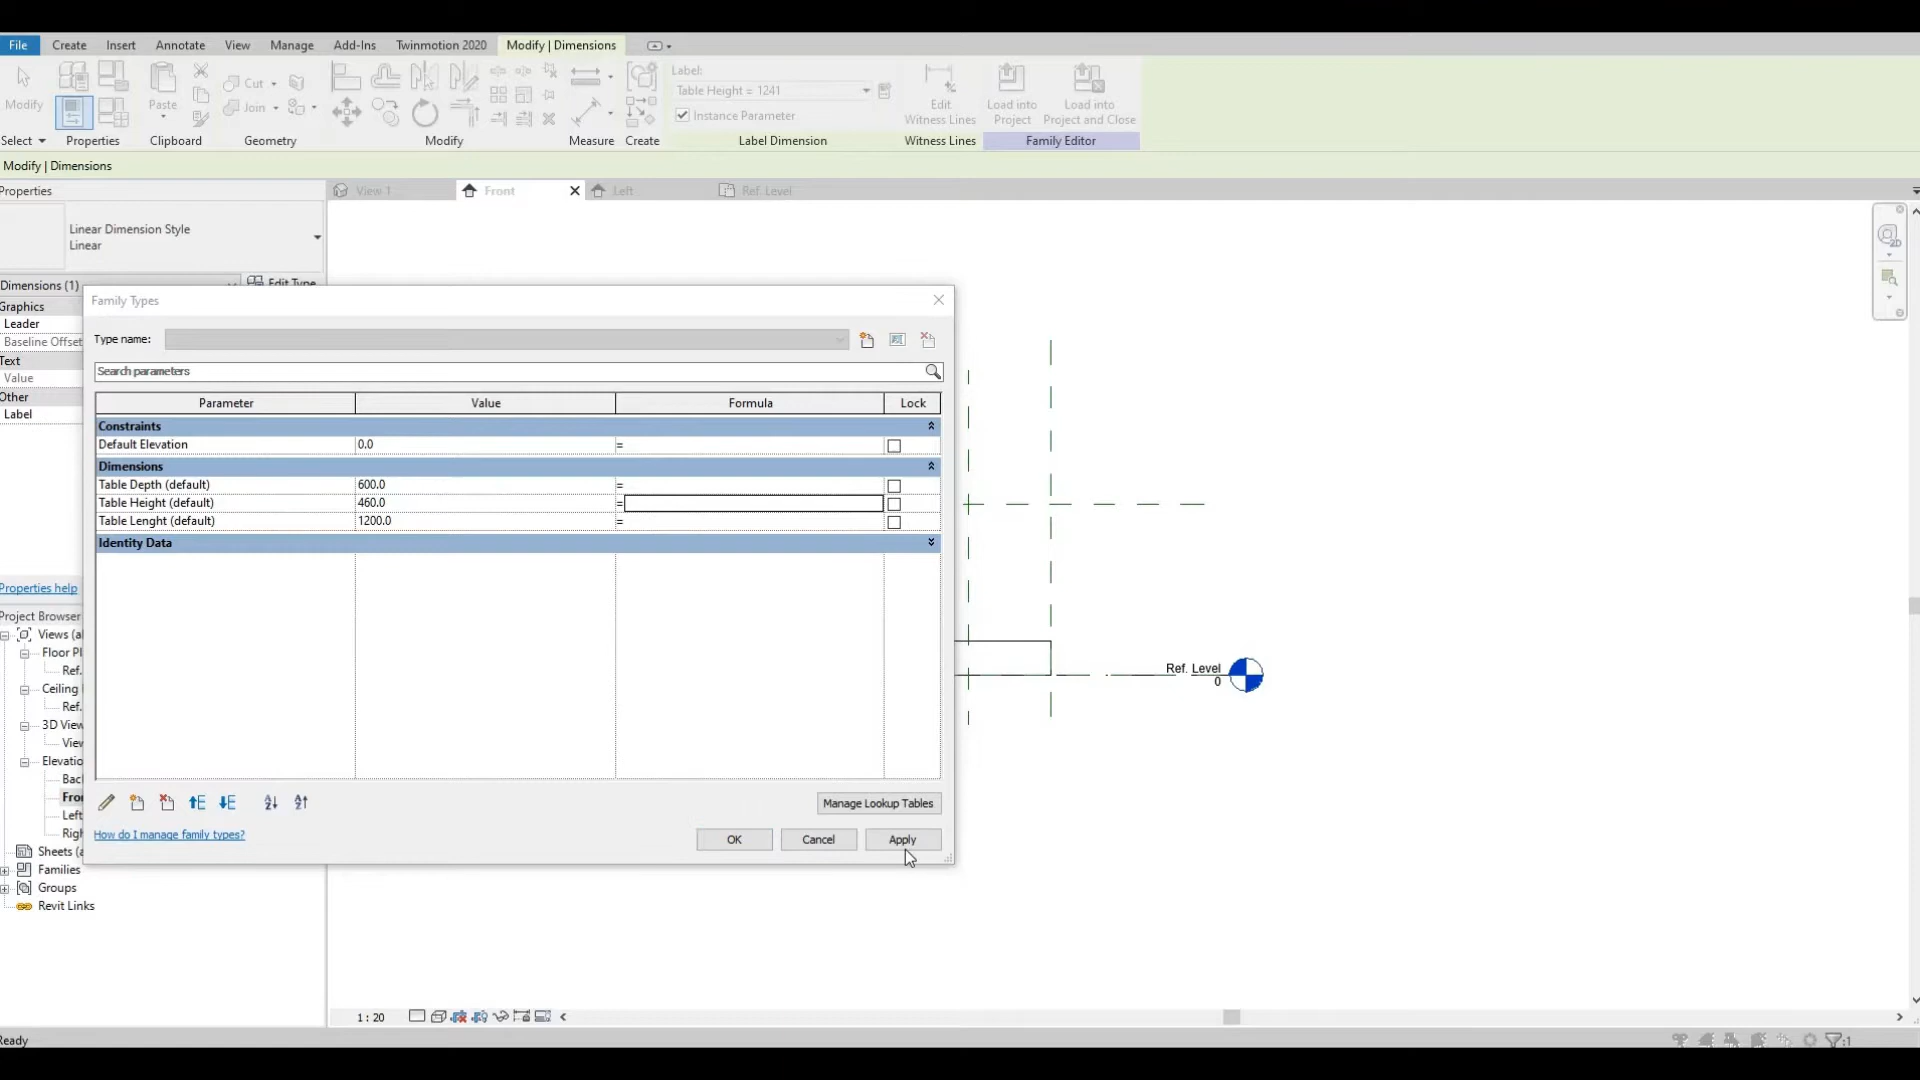 File Create Insert Annotate View Manage Add-Ins Twinmotion 2020 Modify | Dimensions
Modify Paste Cut Join
Label:
Table Height = 1241
Instance Parameter
Edit Witness Lines
Load into Project
Load into Project and Close
Select Properties Clipboard Geometry Modify Measure Create Label Dimension Witness Lines Family Editor
Modify | Dimensions
Properties
View 1 Front Left Ref. Level
Linear Dimension Style
Linear
Dimensions (1) Edit Type
Graphics
Leader
Baseline Offset
Text
Value
Other
Label
Properties help
Project Browser
Views (a
Floor Pl
Ref.
Ceiling
Ref.
3D View
View
Elevatio
Bac
Fro
Left
Righ
Sheets (a
Families
Groups
Revit Links
Family Types
Type name:
Search parameters
Parameter Value Formula Lock
Constraints
Default Elevation 0.0 =
Dimensions
Table Depth (default) 600.0 =
Table Height (default) 460.0 =
Table Lenght (default) 1200.0 =
Identity Data
Manage Lookup Tables
How do I manage family types?
OK Cancel Apply
Ref. Level
0
2D
1 : 20
Ready
:1